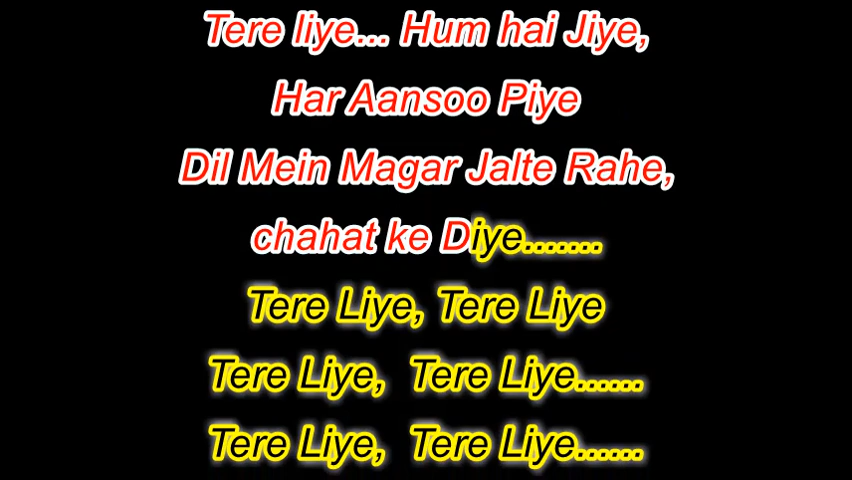 Tere liye... Hum hai Jiye,
Har Aansoo Piye
Dil Mein Magar Jalte Rahe,
chahat ke Diye.......
Tere Liye, Tere Liye
Tere Liye, Tere Liye......
Tere Liye, Tere Liye......